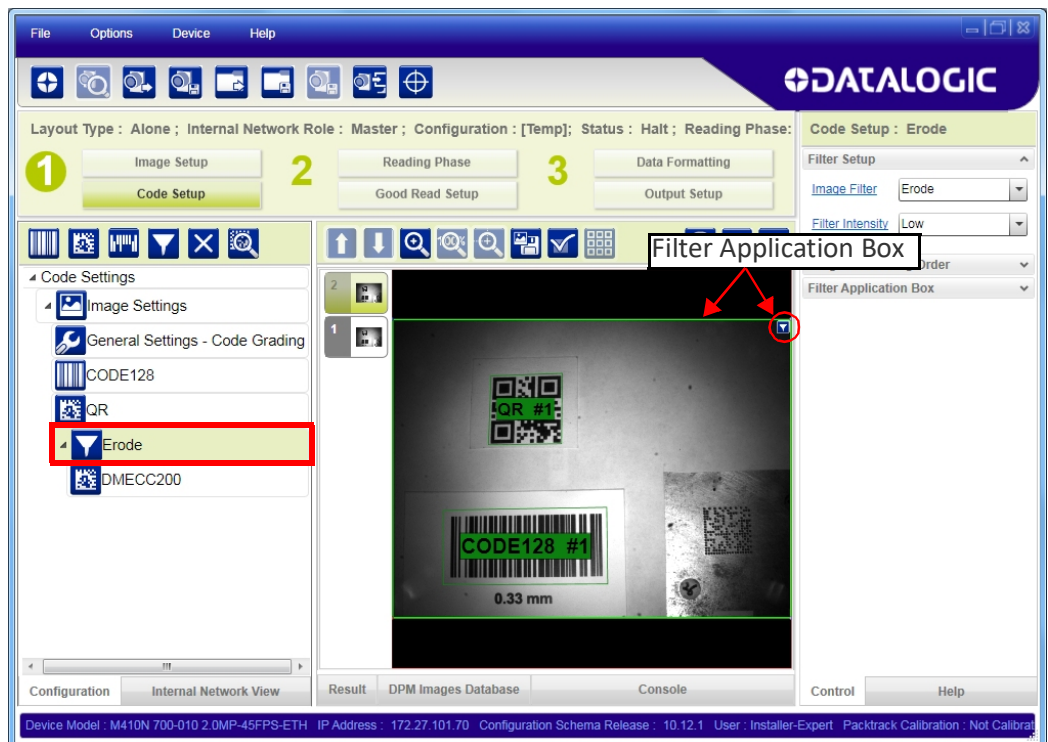 File Options Device Help
DATALOGIC
Layout Type : Alone ; Internal Network Role : Master ; Configuration : [Temp]; Status : Halt ; Reading Phase:
1 Image Setup 2 Reading Phase 3 Data Formatting
Code Setup Good Read Setup Output Setup
Code Setup : Erode
Filter Setup
Image Filter Erode
Filter Intensity Low
Order
Filter Application Box
Filter Application Box
100%
Code Settings
Image Settings
General Settings - Code Grading
CODE128
QR
Erode
DMECC200
2
1
QR #1
CODE128 #1
0.33 mm
Configuration Internal Network View
Result DPM Images Database Console
Control Help
Device Model : M410N 700-010 2.0MP-45FPS-ETH IP Address : 172.27.101.70 Configuration Schema Release : 10.12.1 User : Installer-Expert Packtrack Calibration : Not Calibrat